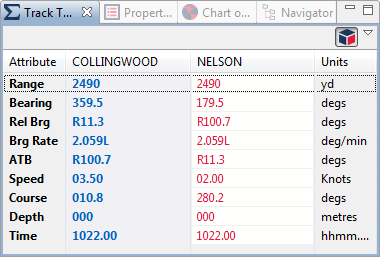 Track T... Propert... Chart o... Navigator
Attribute COLLINGWOOD NELSON Units
Range 2490 2490 yd
Bearing 359.5 179.5 degs
Rel Brg R11.3 R100.7 degs
Brg Rate 2.059L 2.059L deg/min
ATB R100.7 R11.3 degs
Speed 03.50 02.00 Knots
Course 010.8 280.2 degs
Depth 000 000 metres
Time 1022.00 1022.00 hhmm....